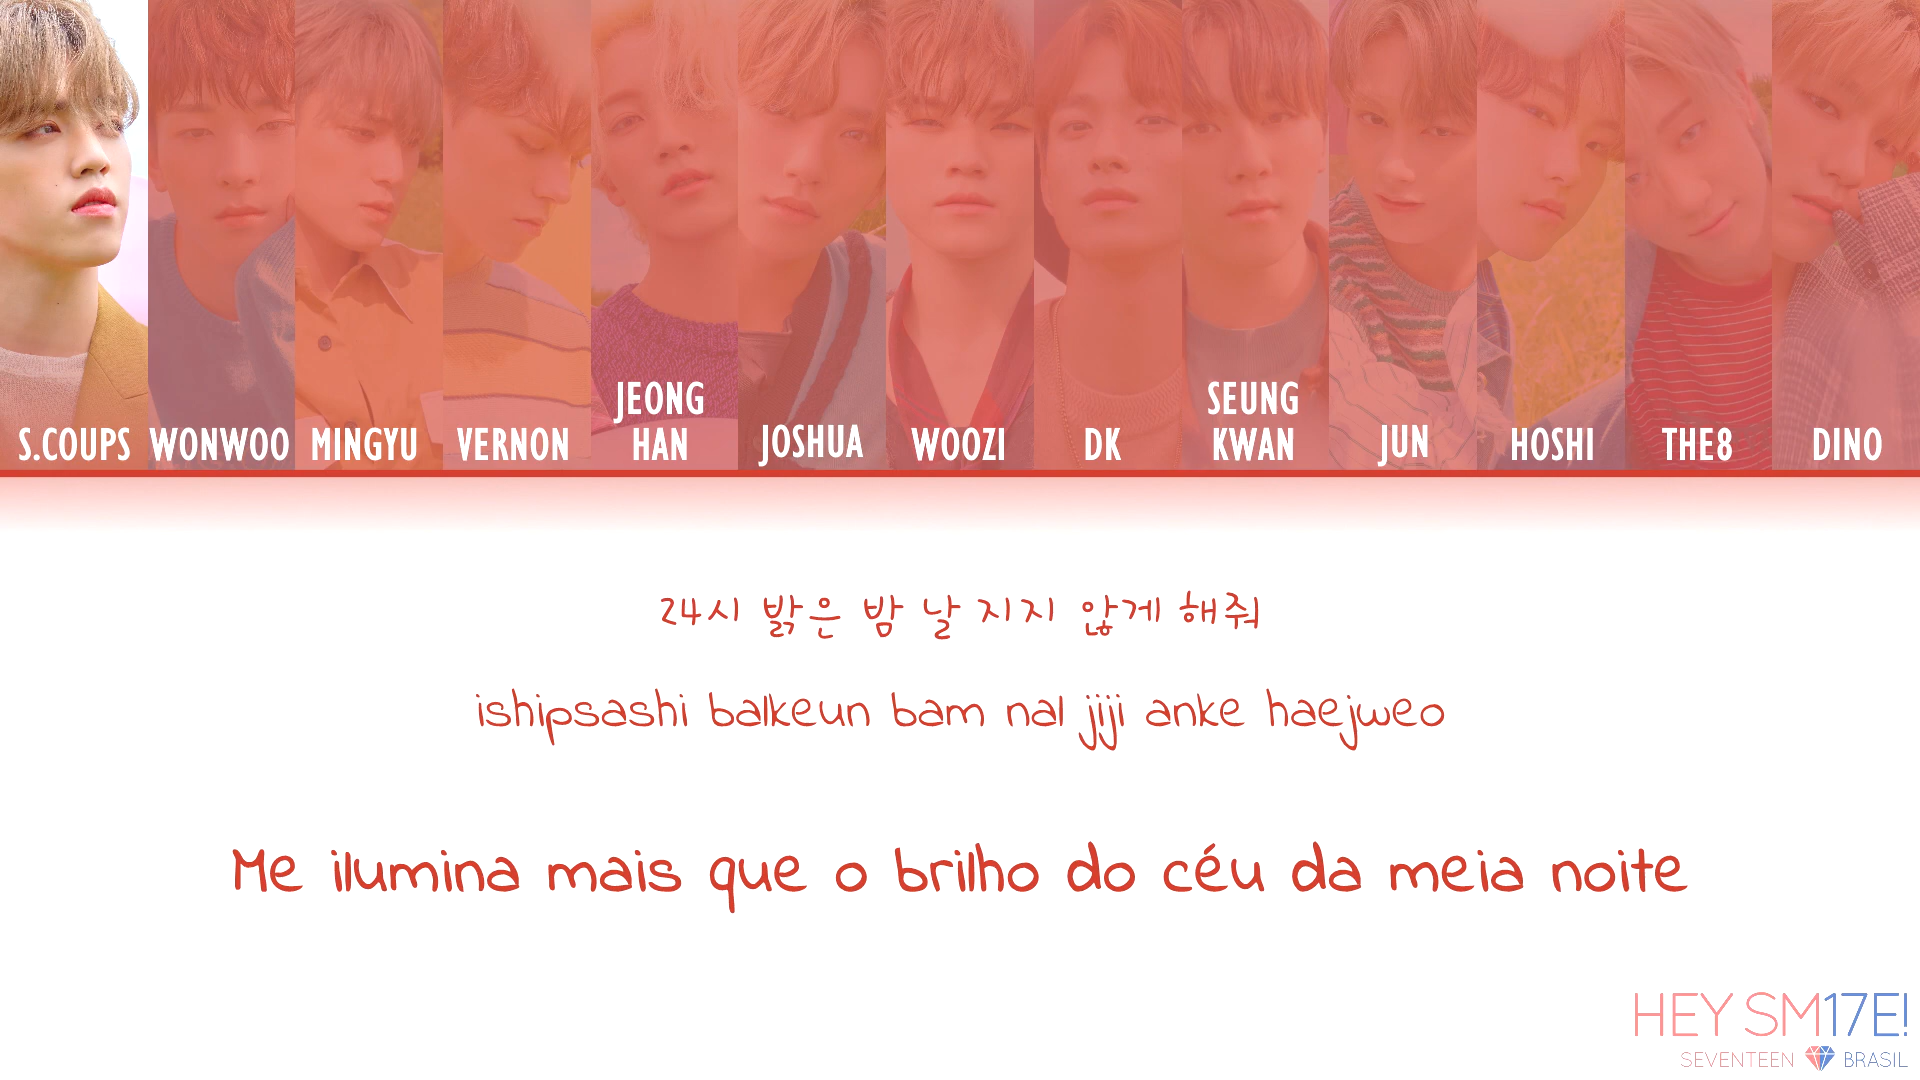 S.COUPS WONWOO MINGYU VERNON JEONG HAN JOSHUA WOOZI DK SEUNG KWAN JUN HOSHI THE8 DINO
24시 밝은 밤 날 지지 않게 해줘
ishipsashi balkeun bam nal jiji anke haejweo
Me ilumina mais que o brilho do céu da meia noite
HEY SM17E!
SEVENTEEN BRASIL